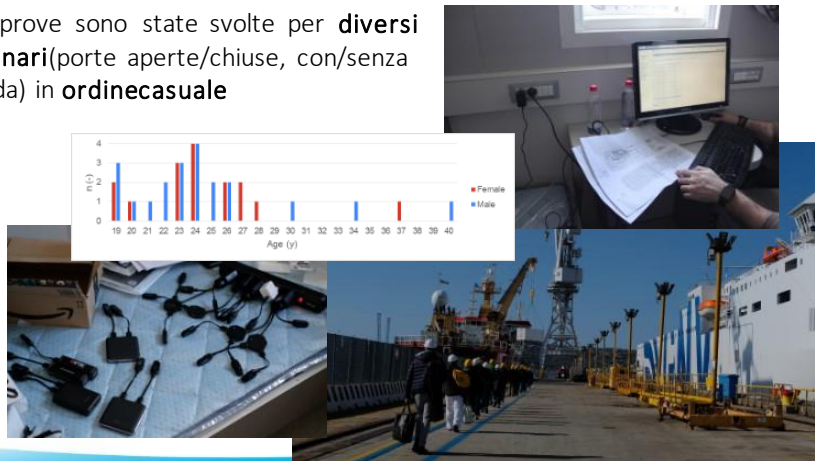 prove sono state svolte per diversi
nari(porte aperte/chiuse, con/senza
da) in ordinecasuale
4
3
2
1
0
n (-)
19 20 21 22 23 24 25 26 27 28 29 30 31 32 33 34 35 36 37 38 39 40
Age (y)
Female
Male